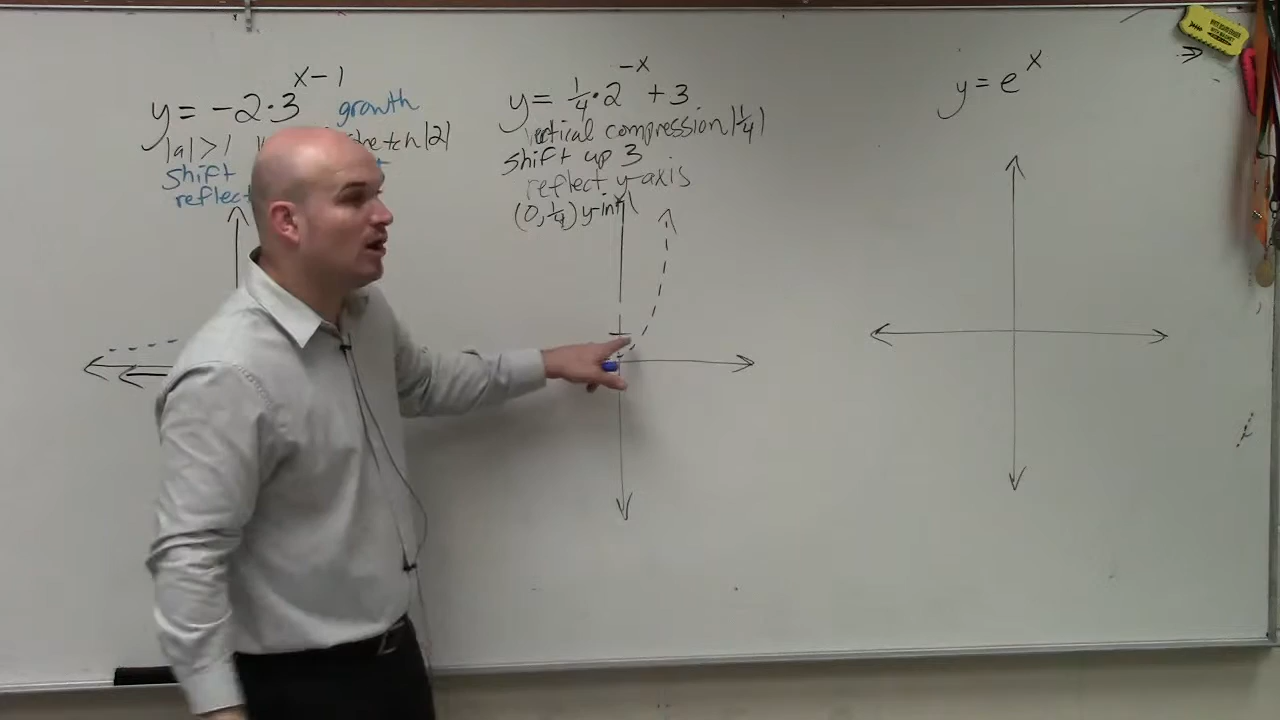 y = -2·3^(x-1)
growth
|a|>1 |2|
shift
reflect
y = 1/4·2^(-x) + 3
vertical compression |1/4|
shift up 3
reflect y-axis
(0, 1/4) y-int
y = e^x